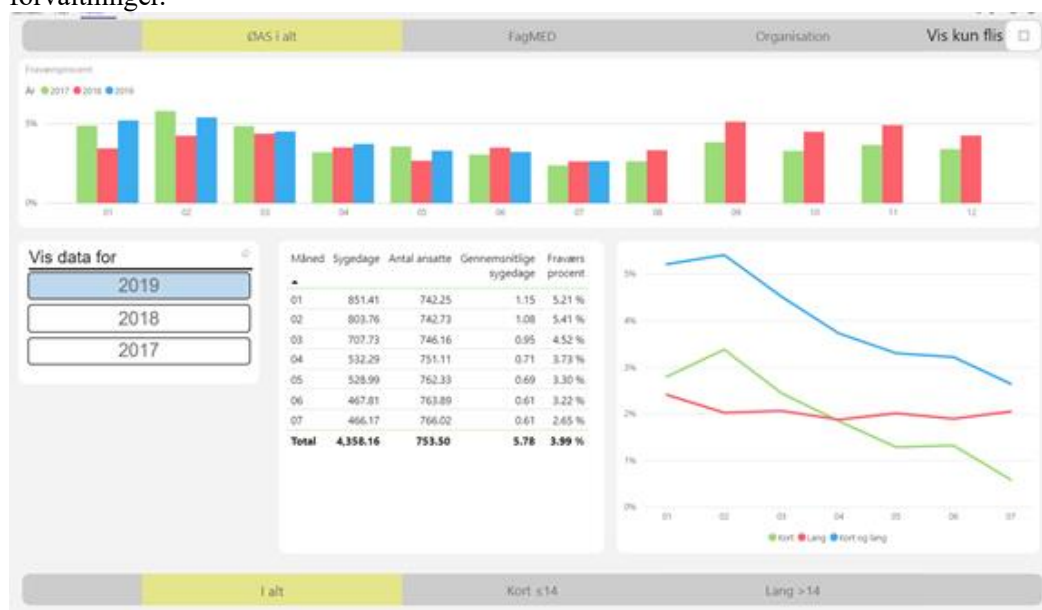 forvaltninger.
ØAS i alt FagMED Organisation Vis kun flis
Fraværsprocent
År 2017 2018 2019
5%
0%
01 02 03 04 05 06 07 08 09 10 11 12
Vis data for
2019
2018
2017
Måned Sygedage Antal ansatte Gennemsnitlige sygedage Fraværs procent
01 851.41 742.25 1.15 5.21 %
02 803.76 742.73 1.08 5.41 %
03 707.73 746.16 0.95 4.52 %
04 532.29 751.11 0.71 3.73 %
05 528.99 762.33 0.69 3.30 %
06 467.81 763.89 0.61 3.22 %
07 466.17 766.02 0.61 2.65 %
Total 4,358.16 753.50 5.78 3.99 %
5%
4%
3%
2%
1%
0%
01 02 03 04 05 06 07
Kort Lang Kort og lang
I alt Kort ≤14 Lang >14